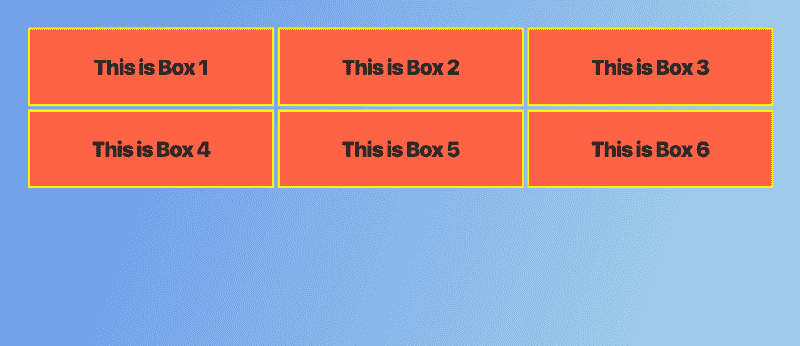 This is Box 1
This is Box 2
This is Box 3
This is Box 4
This is Box 5
This is Box 6